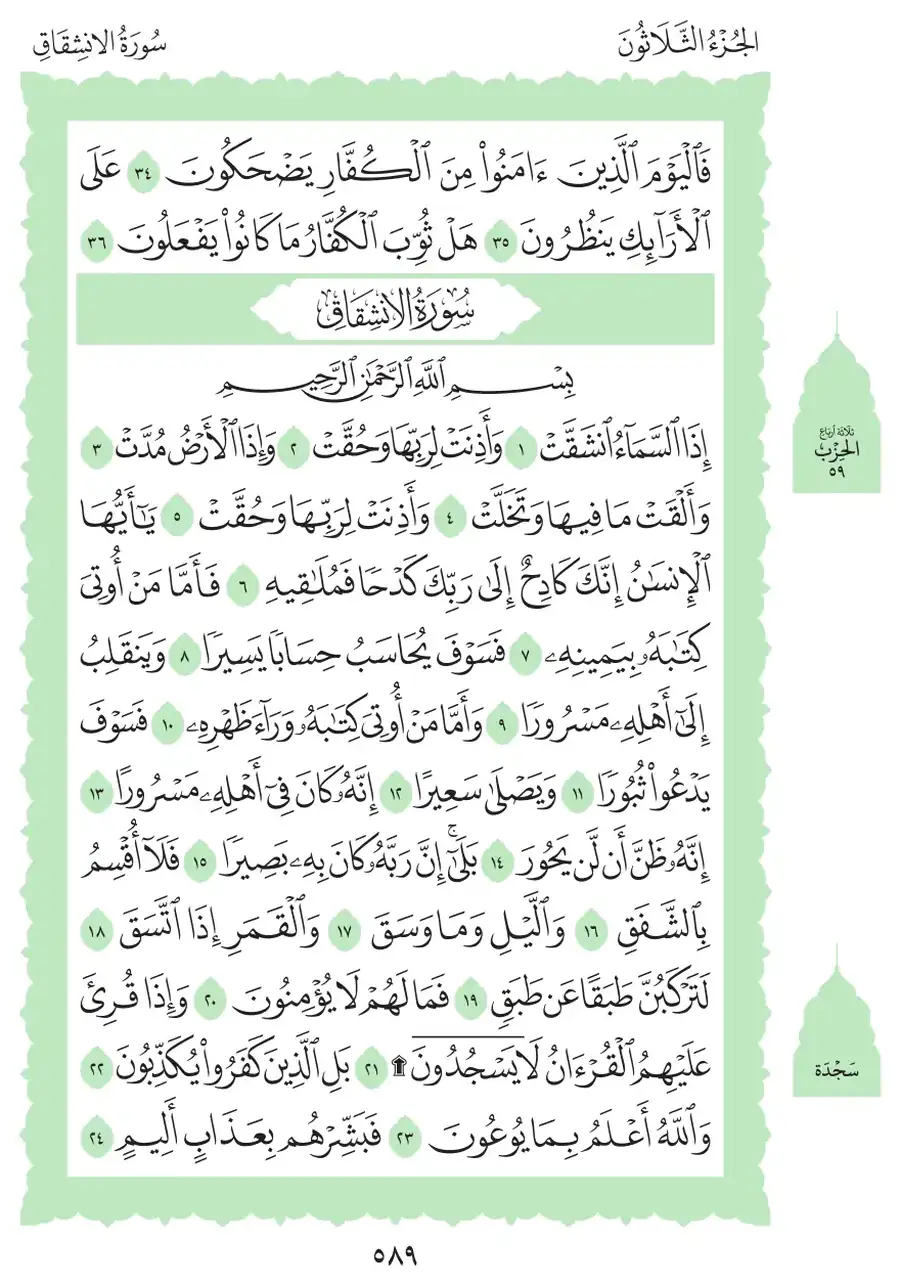 الجُزْءُ الثَّلَاثُونَ
سُورَةُ الانشِقَاقِ
فَٱلۡيَوۡمَ ٱلَّذِينَ ءَامَنُواْ مِنَ ٱلۡكُفَّارِ يَضۡحَكُونَ ٣٤ عَلَى
ٱلۡأَرَآئِكِ يَنظُرُونَ ٣٥ هَلۡ ثُوِّبَ ٱلۡكُفَّارُ مَا كَانُواْ يَفۡعَلُونَ ٣٦
سُورَةُ الانشِقَاقِ
بِسۡمِ ٱللَّهِ ٱلرَّحۡمَٰنِ ٱلرَّحِيمِ
إِذَا ٱلسَّمَآءُ ٱنشَقَّتۡ ١ وَأَذِنَتۡ لِرَبِّهَا وَحُقَّتۡ ٢ وَإِذَا ٱلۡأَرۡضُ مُدَّتۡ ٣
وَأَلۡقَتۡ مَا فِيهَا وَتَخَلَّتۡ ٤ وَأَذِنَتۡ لِرَبِّهَا وَحُقَّتۡ ٥ يَٰٓأَيُّهَا
ٱلۡإِنسَٰنُ إِنَّكَ كَادِحٌ إِلَىٰ رَبِّكَ كَدۡحٗا فَمُلَٰقِيهِ ٦ فَأَمَّا مَنۡ أُوتِيَ
كِتَٰبَهُۥ بِيَمِينِهِۦ ٧ فَسَوۡفَ يُحَاسَبُ حِسَابٗا يَسِيرٗا ٨ وَيَنقَلِبُ
إِلَىٰٓ أَهۡلِهِۦ مَسۡرُورٗا ٩ وَأَمَّا مَنۡ أُوتِيَ كِتَٰبَهُۥ وَرَآءَ ظَهۡرِهِۦ ١٠ فَسَوۡفَ
يَدۡعُواْ ثُبُورٗا ١١ وَيَصۡلَىٰ سَعِيرًا ١٢ إِنَّهُۥ كَانَ فِيٓ أَهۡلِهِۦ مَسۡرُورًا ١٣
إِنَّهُۥ ظَنَّ أَن لَّن يَحُورَ ١٤ بَلَىٰٓۚ إِنَّ رَبَّهُۥ كَانَ بِهِۦ بَصِيرٗا ١٥ فَلَآ أُقۡسِمُ
بِٱلشَّفَقِ ١٦ وَٱلَّيۡلِ وَمَا وَسَقَ ١٧ وَٱلۡقَمَرِ إِذَا ٱتَّسَقَ ١٨
لَتَرۡكَبُنَّ طَبَقًا عَن طَبَقٖ ١٩ فَمَا لَهُمۡ لَا يُؤۡمِنُونَ ٢٠ وَإِذَا قُرِئَ
عَلَيۡهِمُ ٱلۡقُرۡءَانُ لَا يَسۡجُدُونَ۩ ٢١ بَلِ ٱلَّذِينَ كَفَرُواْ يُكَذِّبُونَ ٢٢
وَٱللَّهُ أَعۡلَمُ بِمَا يُوعُونَ ٢٣ فَبَشِّرۡهُم بِعَذَابٍ أَلِيمٍ ٢٤
ثلاثة أرباع
الحِزْب
٥٩
سَجْدَة
٥٨٩